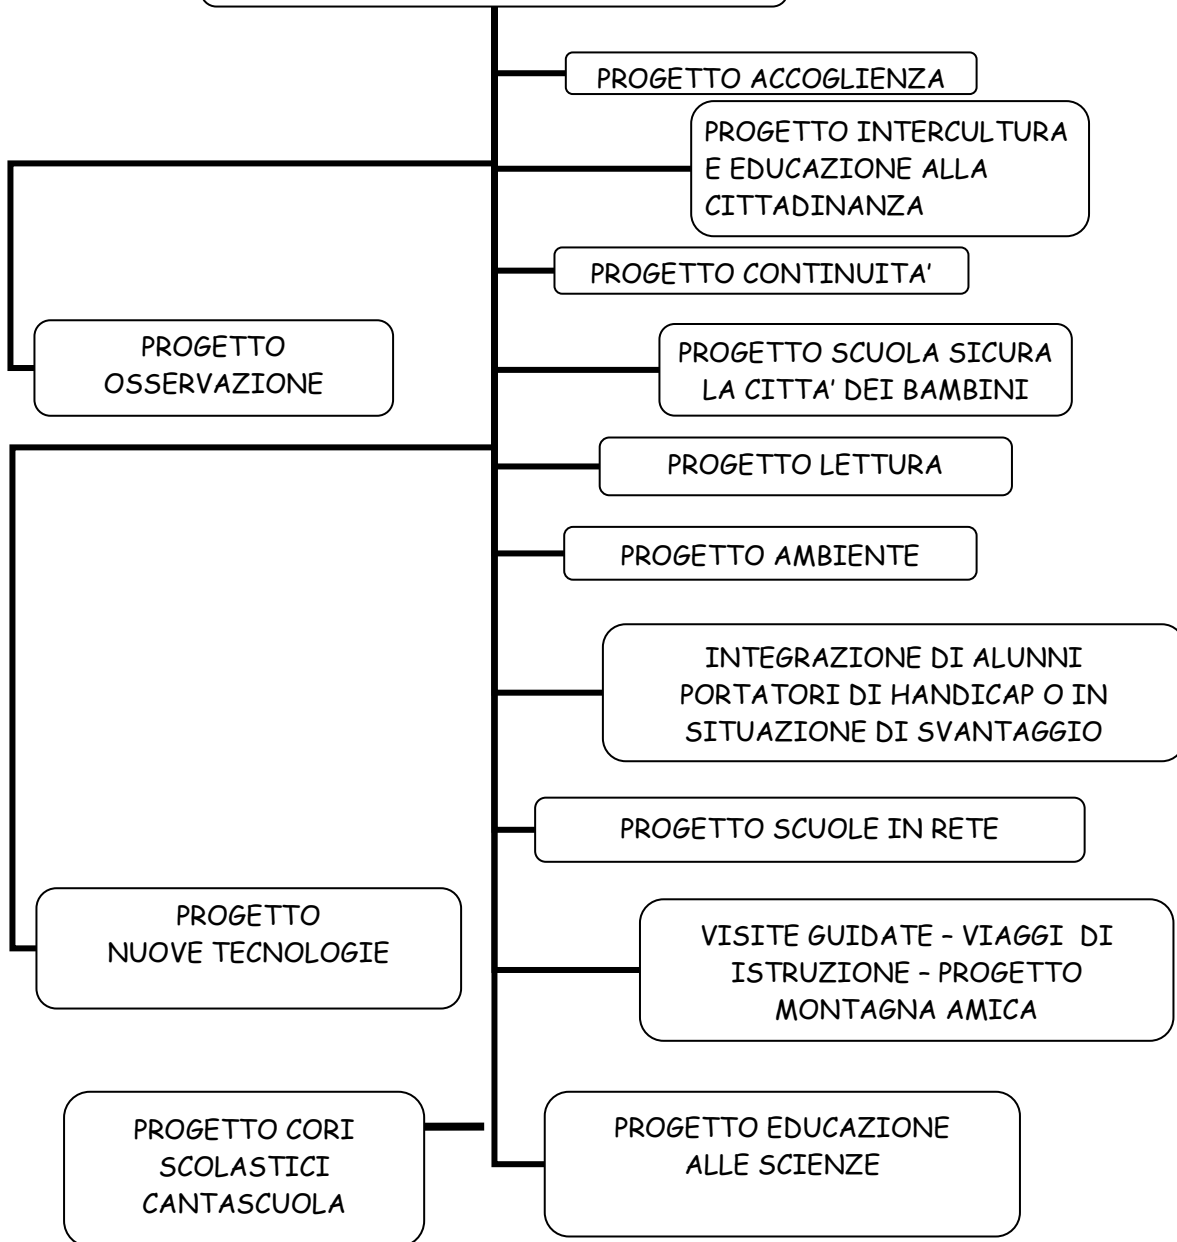 PROGETTO ACCOGLIENZA
PROGETTO INTERCULTURA
E EDUCAZIONE ALLA
CITTADINANZA
PROGETTO CONTINUITA'
PROGETTO
OSSERVAZIONE
PROGETTO SCUOLA SICURA
LA CITTA' DEI BAMBINI
PROGETTO LETTURA
PROGETTO AMBIENTE
INTEGRAZIONE DI ALUNNI
PORTATORI DI HANDICAP O IN
SITUAZIONE DI SVANTAGGIO
PROGETTO SCUOLE IN RETE
PROGETTO
NUOVE TECNOLOGIE
VISITE GUIDATE – VIAGGI DI
ISTRUZIONE – PROGETTO
MONTAGNA AMICA
PROGETTO CORI
SCOLASTICI
CANTASCUOLA
PROGETTO EDUCAZIONE
ALLE SCIENZE